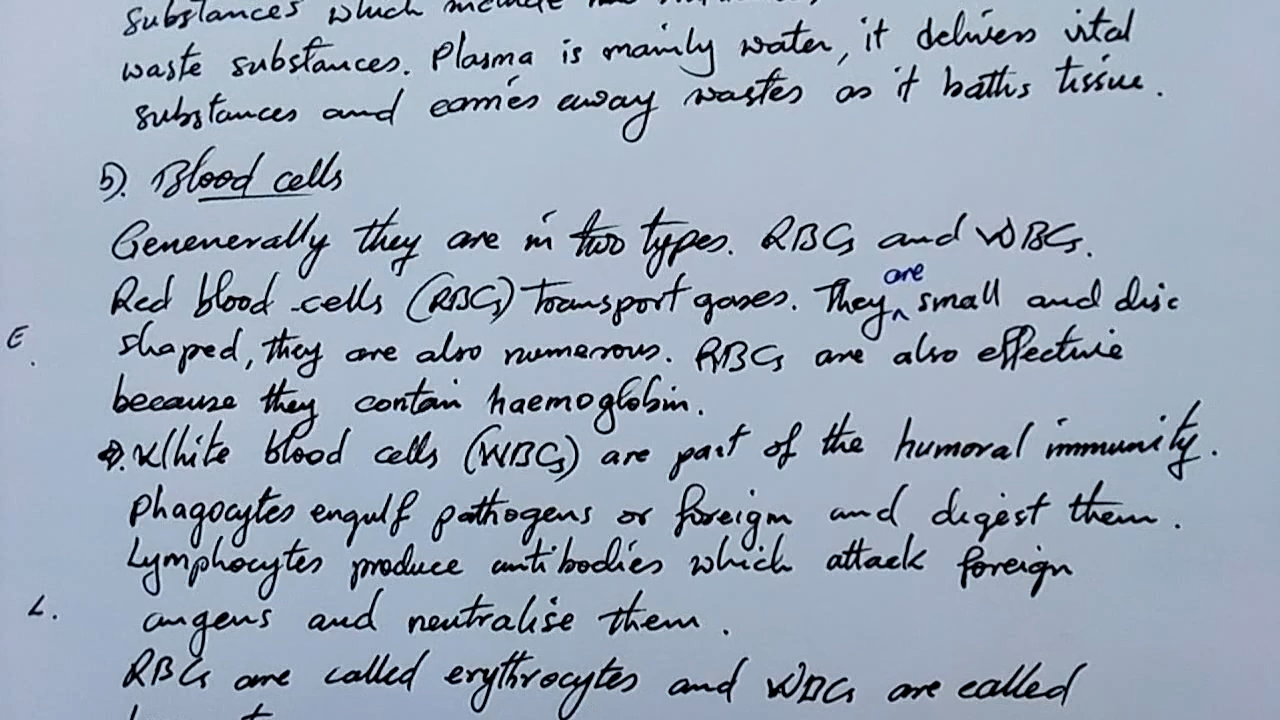 substances which include
waste substances. Plasma is mainly water, it delivers vital
substances and carries away wastes as it baths tissue.
b). Blood cells
Genenerally they are in two types. RBCs and WBCs.
Red blood cells (RBCs) transport gases. They ^are small and disc
E. shaped, they are also numerous. RBCs are also effective
because they contain haemoglobin.
White blood cells (WBCs) are part of the humoral immunity.
Phagocytes engulf pathogens or foreign and digest them.
Lymphocytes produce antibodies which attack foreign
L. angens and neutralise them.
RBCs are called erythrocytes and WBCs are called